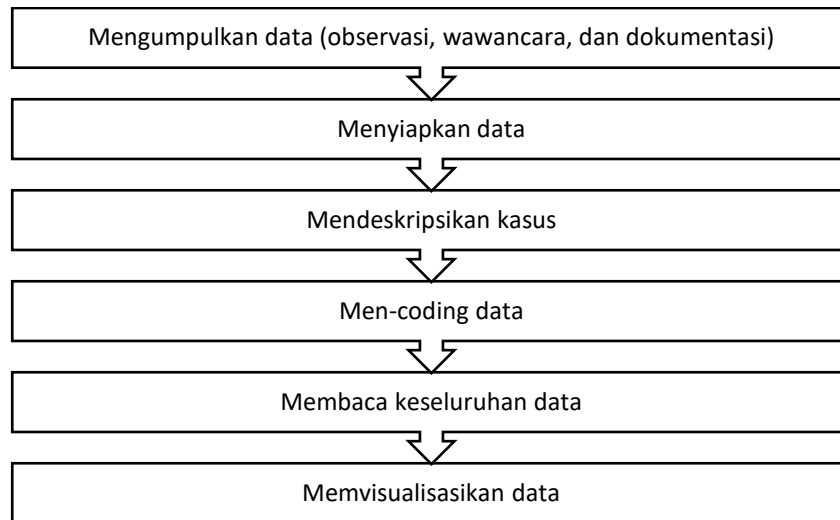 Mengumpulkan data (observasi, wawancara, dan dokumentasi)
Menyiapkan data
Mendeskripsikan kasus
Men-coding data
Membaca keseluruhan data
Memvisualisasikan data